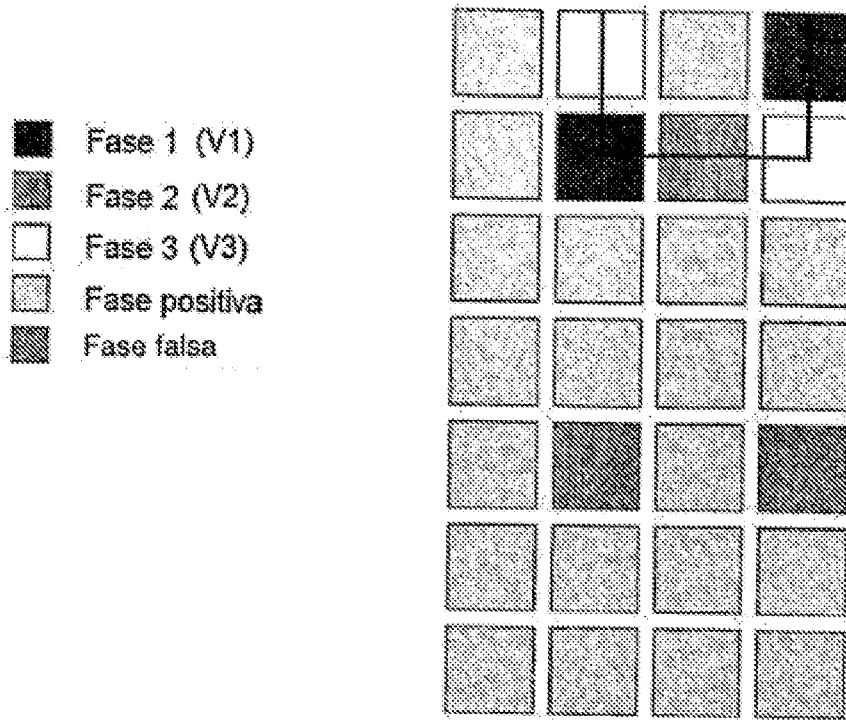 Fase 1 (V1)
Fase 2 (V2)
Fase 3 (V3)
Fase positiva
Fase falsa